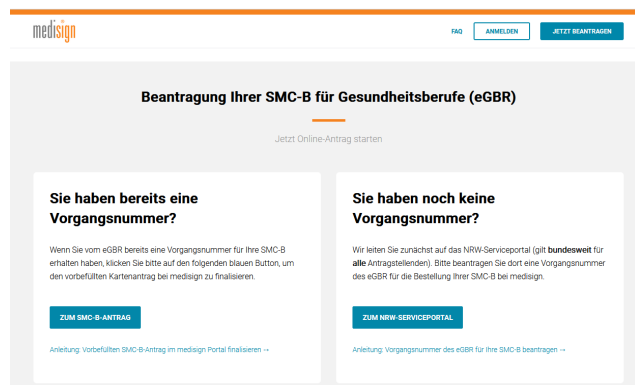 medisign
FAQ
ANMELDEN
JETZT BEANTRAGEN
Beantragung Ihrer SMC-B für Gesundheitsberufe (eGBR)
Jetzt Online-Antrag starten
Sie haben bereits eine
Vorgangsnummer?
Wenn Sie vom eGBR bereits eine Vorgangsnummer für Ihre SMC-B
erhalten haben, klicken Sie bitte auf den folgenden blauen Button, um
den vorbefüllten Kartenantrag bei medisign zu finalisieren.
ZUM SMC-B-ANTRAG
Anleitung: Vorbefüllten SMC-B-Antrag im medisign Portal finalisieren →
Sie haben noch keine
Vorgangsnummer?
Wir leiten Sie zunächst auf das NRW-Serviceportal (gilt bundesweit für
alle Antragstellenden). Bitte beantragen Sie dort eine Vorgangsnummer
des eGBR für die Bestellung Ihrer SMC-B bei medisign.
ZUM NRW-SERVICEPORTAL
Anleitung: Vorgangsnummer des eGBR für Ihre SMC-B beantragen →